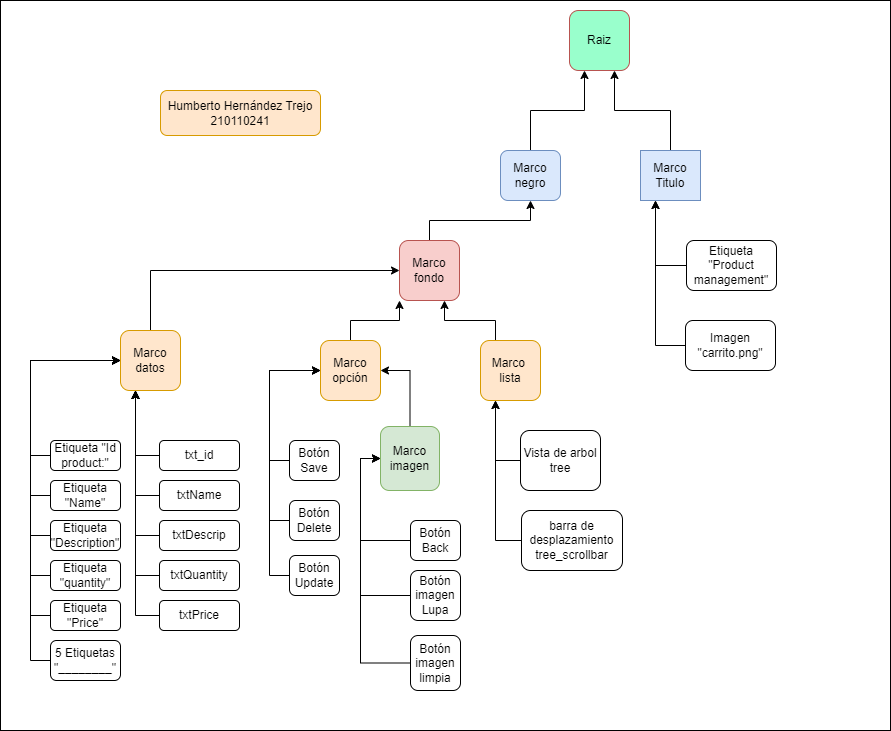 Raiz
Humberto Hernández Trejo
210110241
Marco
negro
Marco
Titulo
Marco
fondo
Etiqueta
"Product
management"
Imagen
"carrito.png"
Marco
datos
Marco
opción
Marco
lista
Marco
imagen
Etiqueta "Id
product:"
txt_id
Etiqueta
"Name"
txtName
Etiqueta
"Description"
txtDescrip
Etiqueta
"quantity"
txtQuantity
Etiqueta
"Price"
txtPrice
5 Etiquetas
"________"
Botón
Save
Botón
Delete
Botón
Update
Botón
Back
Botón
imagen
Lupa
Botón
imagen
limpia
Vista de arbol
tree
barra de
desplazamiento
tree_scrollbar